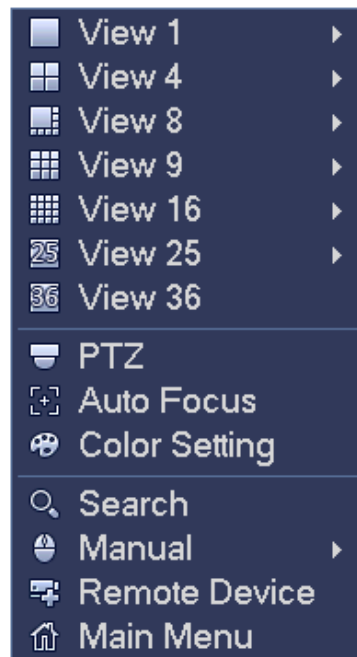 View 1
View 4
View 8
View 9
View 16
25 View 25
36 View 36
PTZ
Auto Focus
Color Setting
Search
Manual
Remote Device
Main Menu